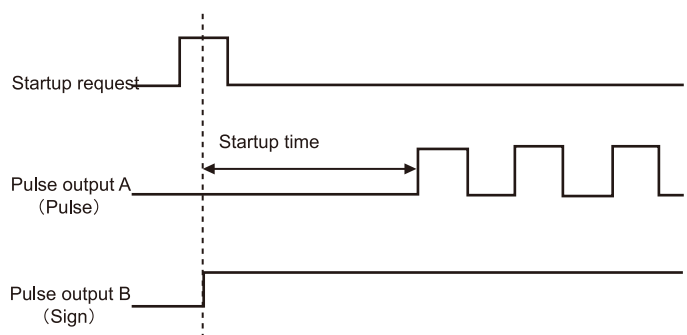 Startup request
Startup time
Pulse output A
（Pulse）
Pulse output B
（Sign）